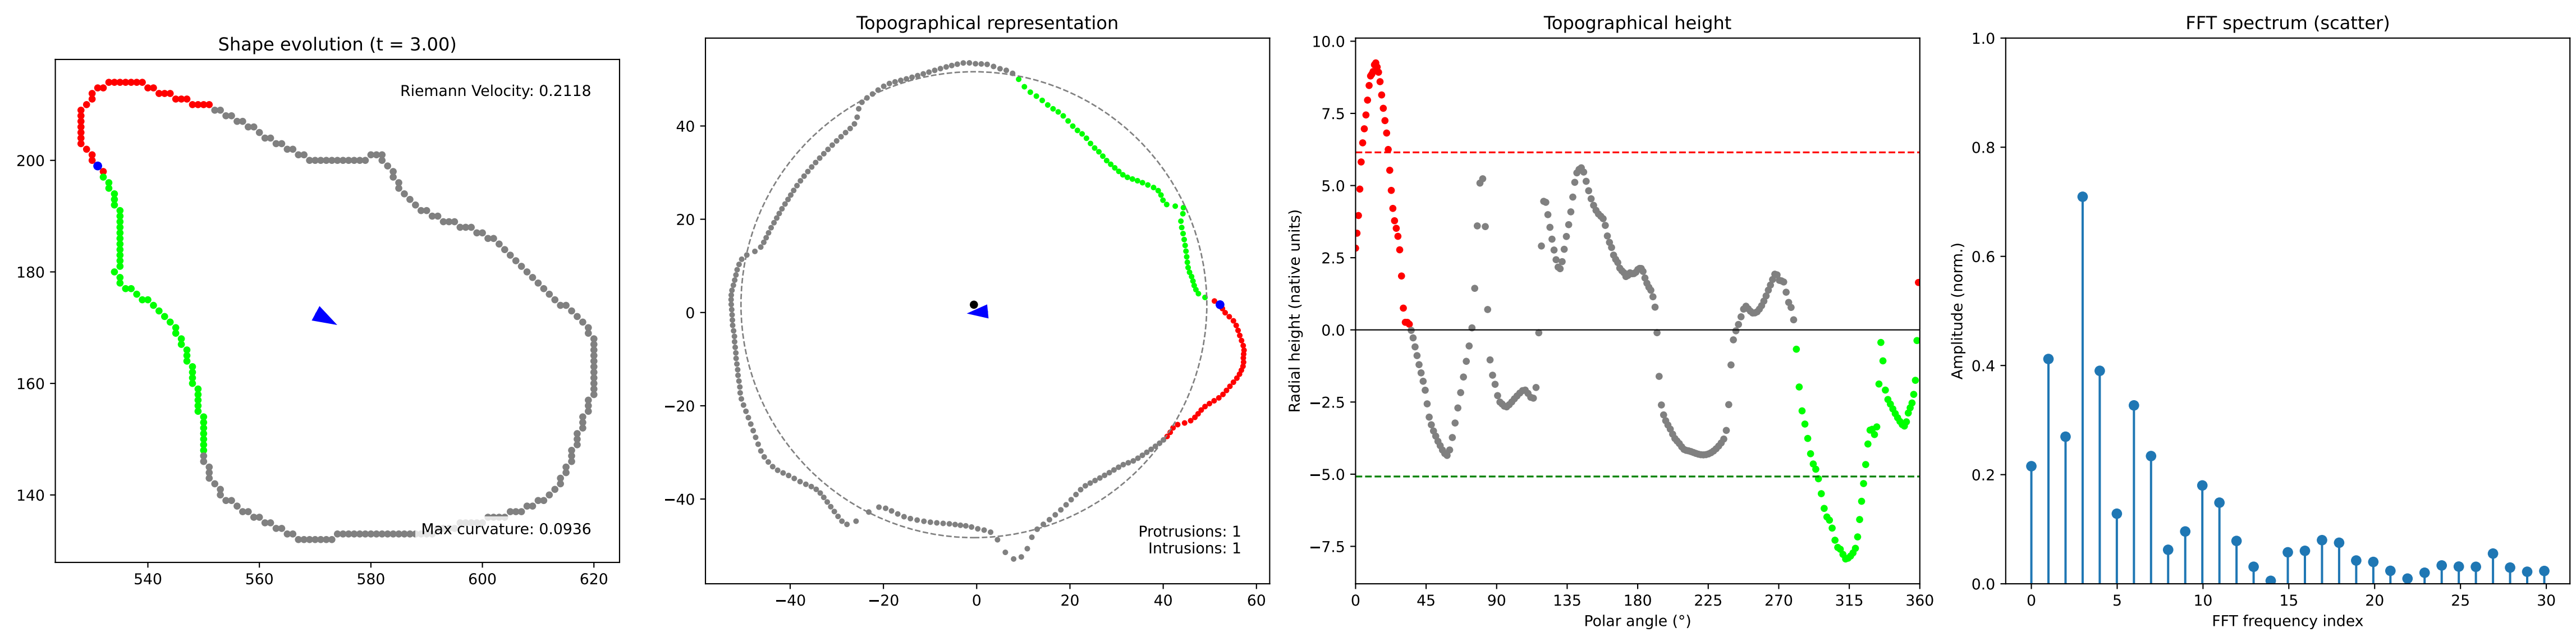 Shape evolution (t = 3.00)
Riemann Velocity: 0.2118
Max curvature: 0.0936
200
180
160
140
540 560 580 600 620
Topographical representation
40
20
0
−20
−40
Protrusions: 1
Intrusions: 1
−40 −20 0 20 40 60
Topographical height
Radial height (native units)
10.0
7.5
5.0
2.5
0.0
−2.5
−5.0
−7.5
0 45 90 135 180 225 270 315 360
Polar angle (°)
FFT spectrum (scatter)
Amplitude (norm.)
1.0
0.8
0.6
0.4
0.2
0.0
0 5 10 15 20 25 30
FFT frequency index